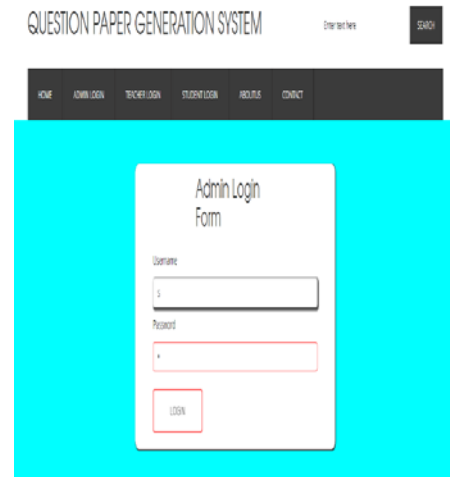 QUESTION PAPER GENERATION SYSTEM
Enter text here
SEARCH
HOME ADMIN LOGIN TEACHER LOGIN STUDENT LOGIN ABOUT US CONTACT
Admin Login
Form
Username
s
Password
*
LOGIN